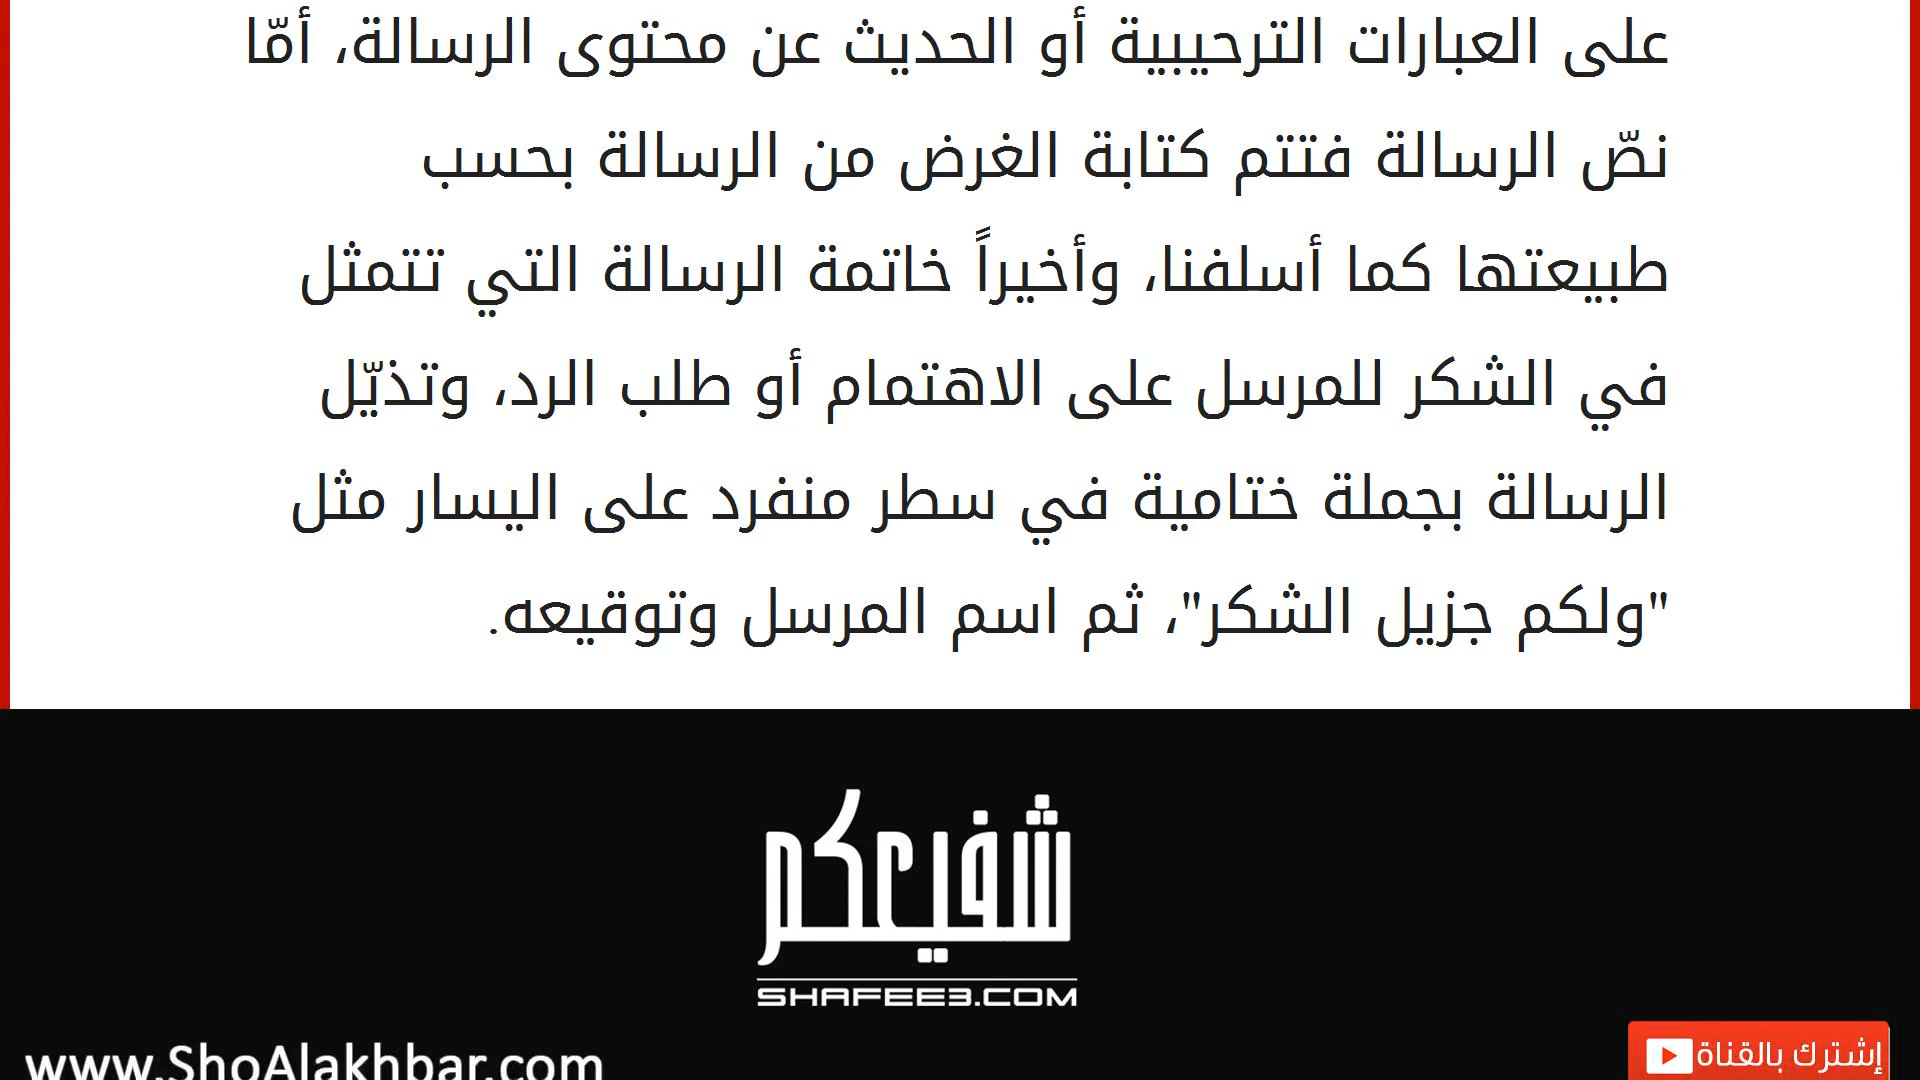 على العبارات الترحيبية أو الحديث عن محتوى الرسالة، أمّا
نصّ الرسالة فتتم كتابة الغرض من الرسالة بحسب
طبيعتها كما أسلفنا، وأخيراً خاتمة الرسالة التي تتمثل
في الشكر للمرسل على الاهتمام أو طلب الرد، وتذيّل
الرسالة بجملة ختامية في سطر منفرد على اليسار مثل
"ولكم جزيل الشكر"، ثم اسم المرسل وتوقيعه.
شفيعكم
SHAFEE3.COM
www.ShoAlakhbar.com
إشترك بالقناة